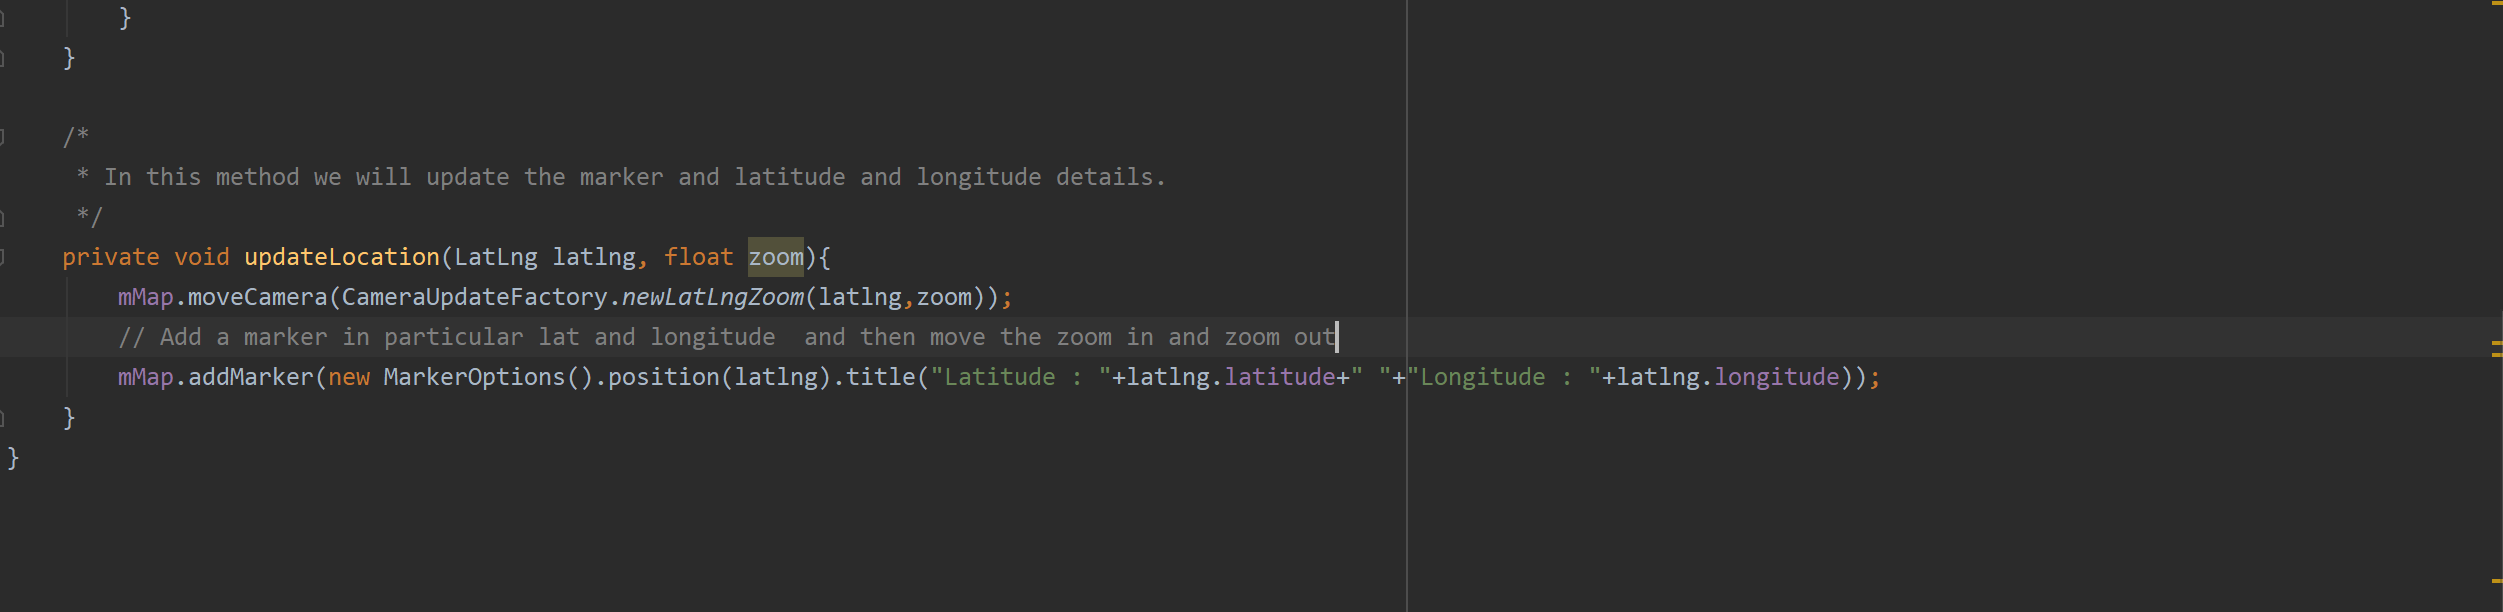 }
}
/*
* In this method we will update the marker and latitude and longitude details.
*/
private void updateLocation(LatLng latlng, float zoom){
mMap.moveCamera(CameraUpdateFactory.newLatLngZoom(latlng,zoom));
// Add a marker in particular lat and longitude  and then move the zoom in and zoom out
mMap.addMarker(new MarkerOptions().position(latlng).title("Latitude : "+latlng.latitude+" "+"Longitude : "+latlng.longitude));
}
}